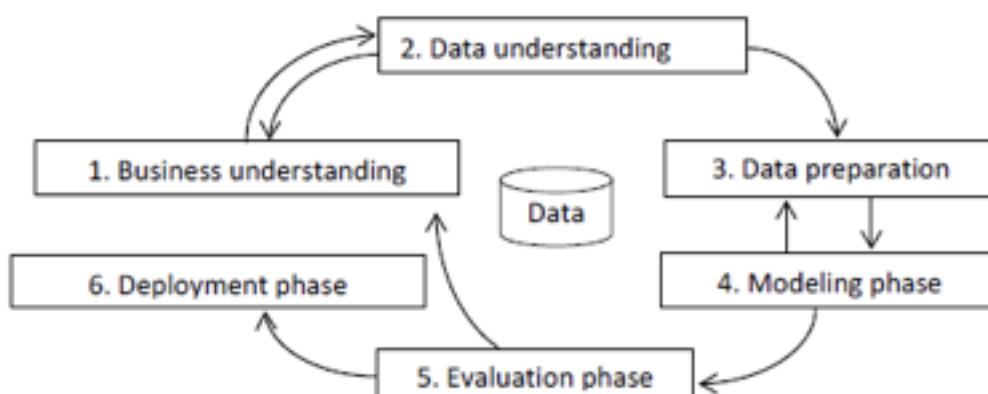 2. Data understanding
1. Business understanding
3. Data preparation
Data
6. Deployment phase
4. Modeling phase
5. Evaluation phase